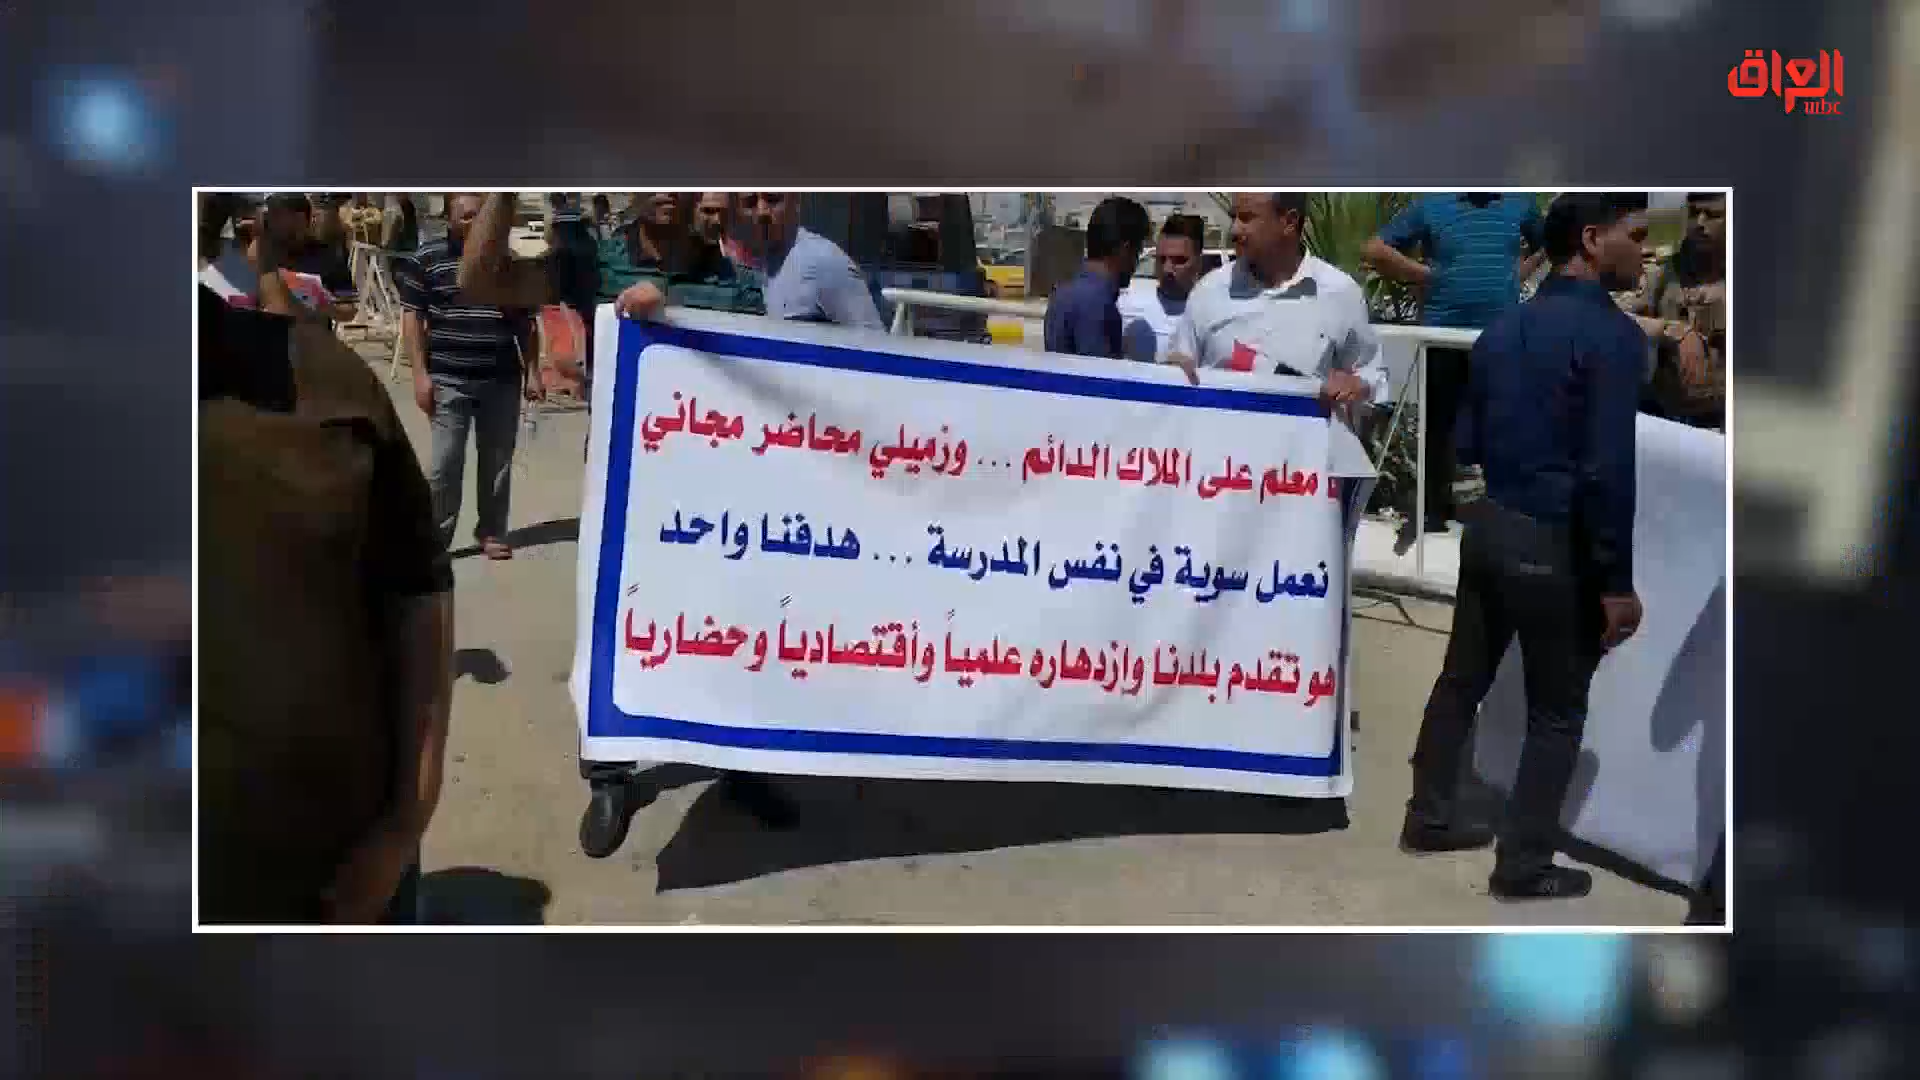 العراق
mbc
معلم على الملاك الدائم ... وزميلي محاضر مجاني
نعمل سوية في نفس المدرسة ... هدفنا واحد
هو تقدم بلدنا وازدهاره علمياً وأقتصادياً وحضارياً